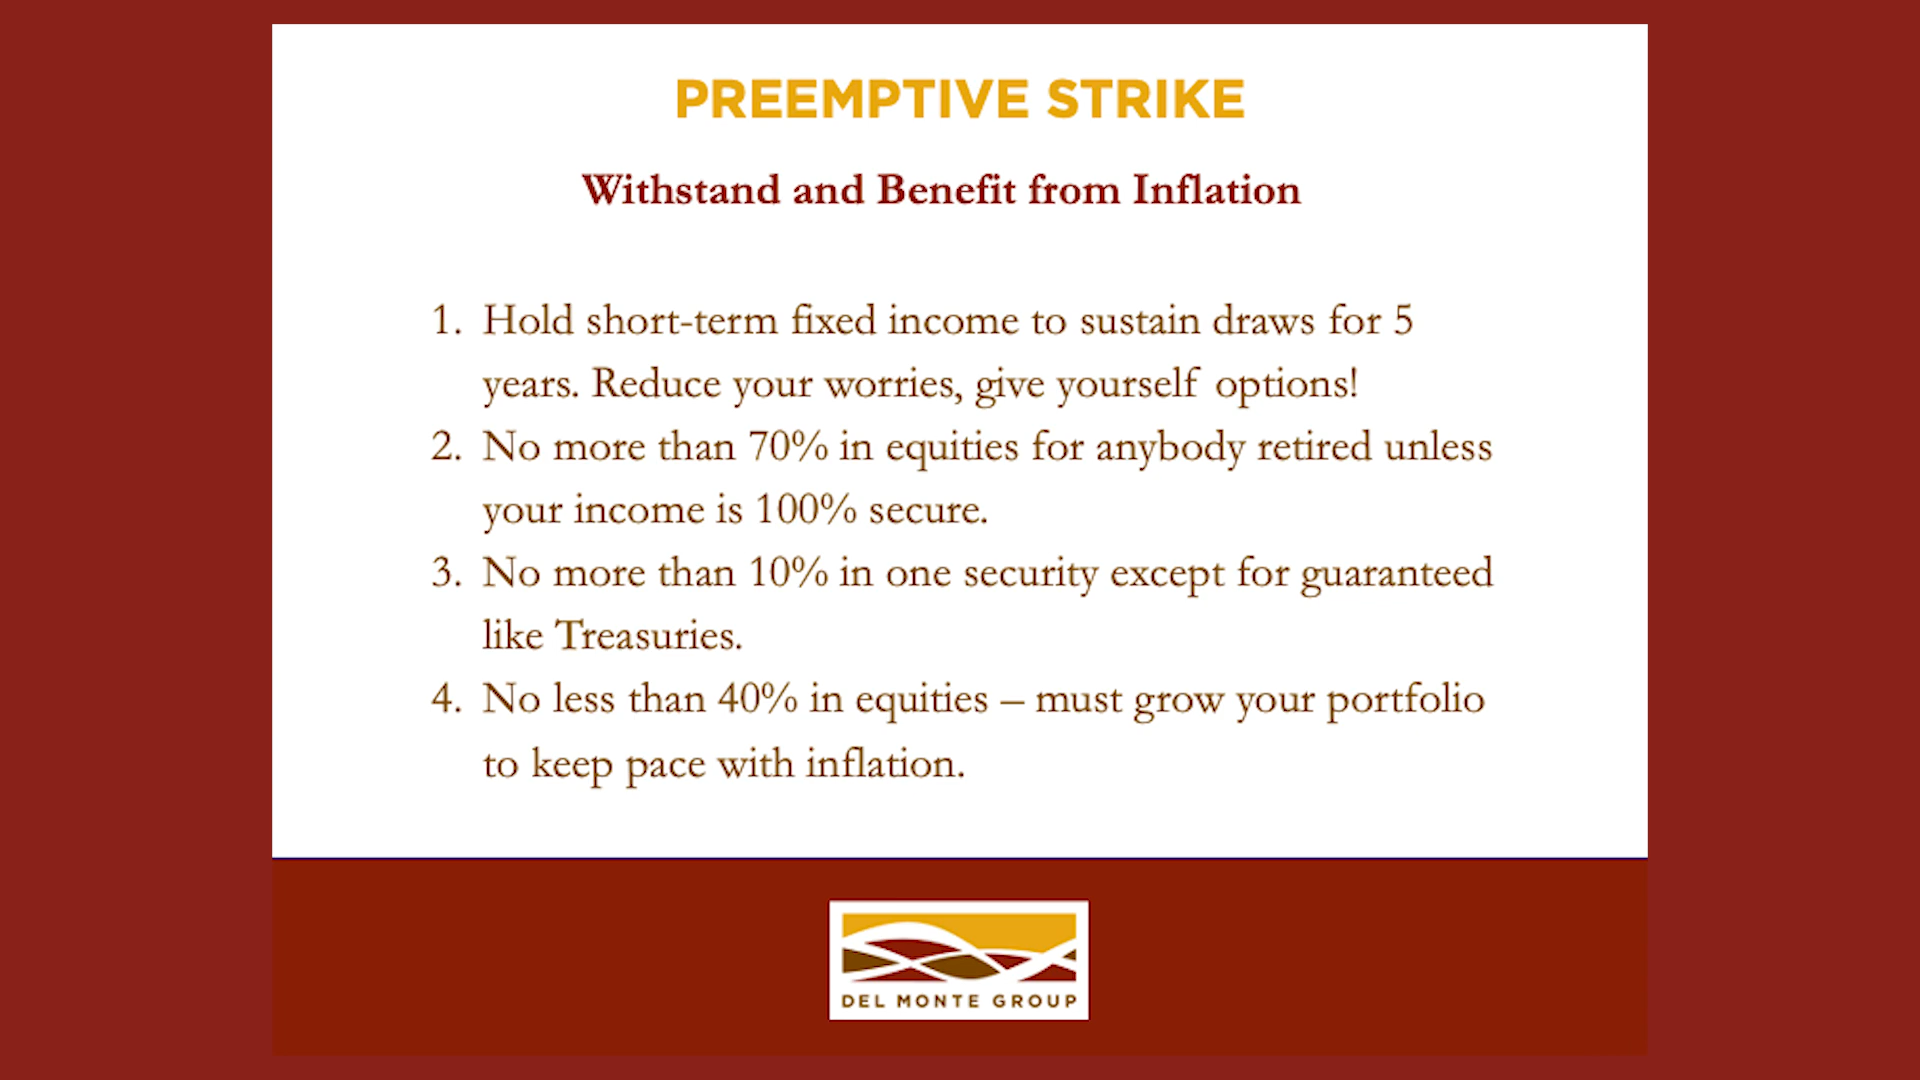 PREEMPTIVE STRIKE
Withstand and Benefit from Inflation
1. Hold short-term fixed income to sustain draws for 5
years. Reduce your worries, give yourself options!
2. No more than 70% in equities for anybody retired unless
your income is 100% secure.
3. No more than 10% in one security except for guaranteed
like Treasuries.
4. No less than 40% in equities – must grow your portfolio
to keep pace with inflation.
DEL MONTE GROUP